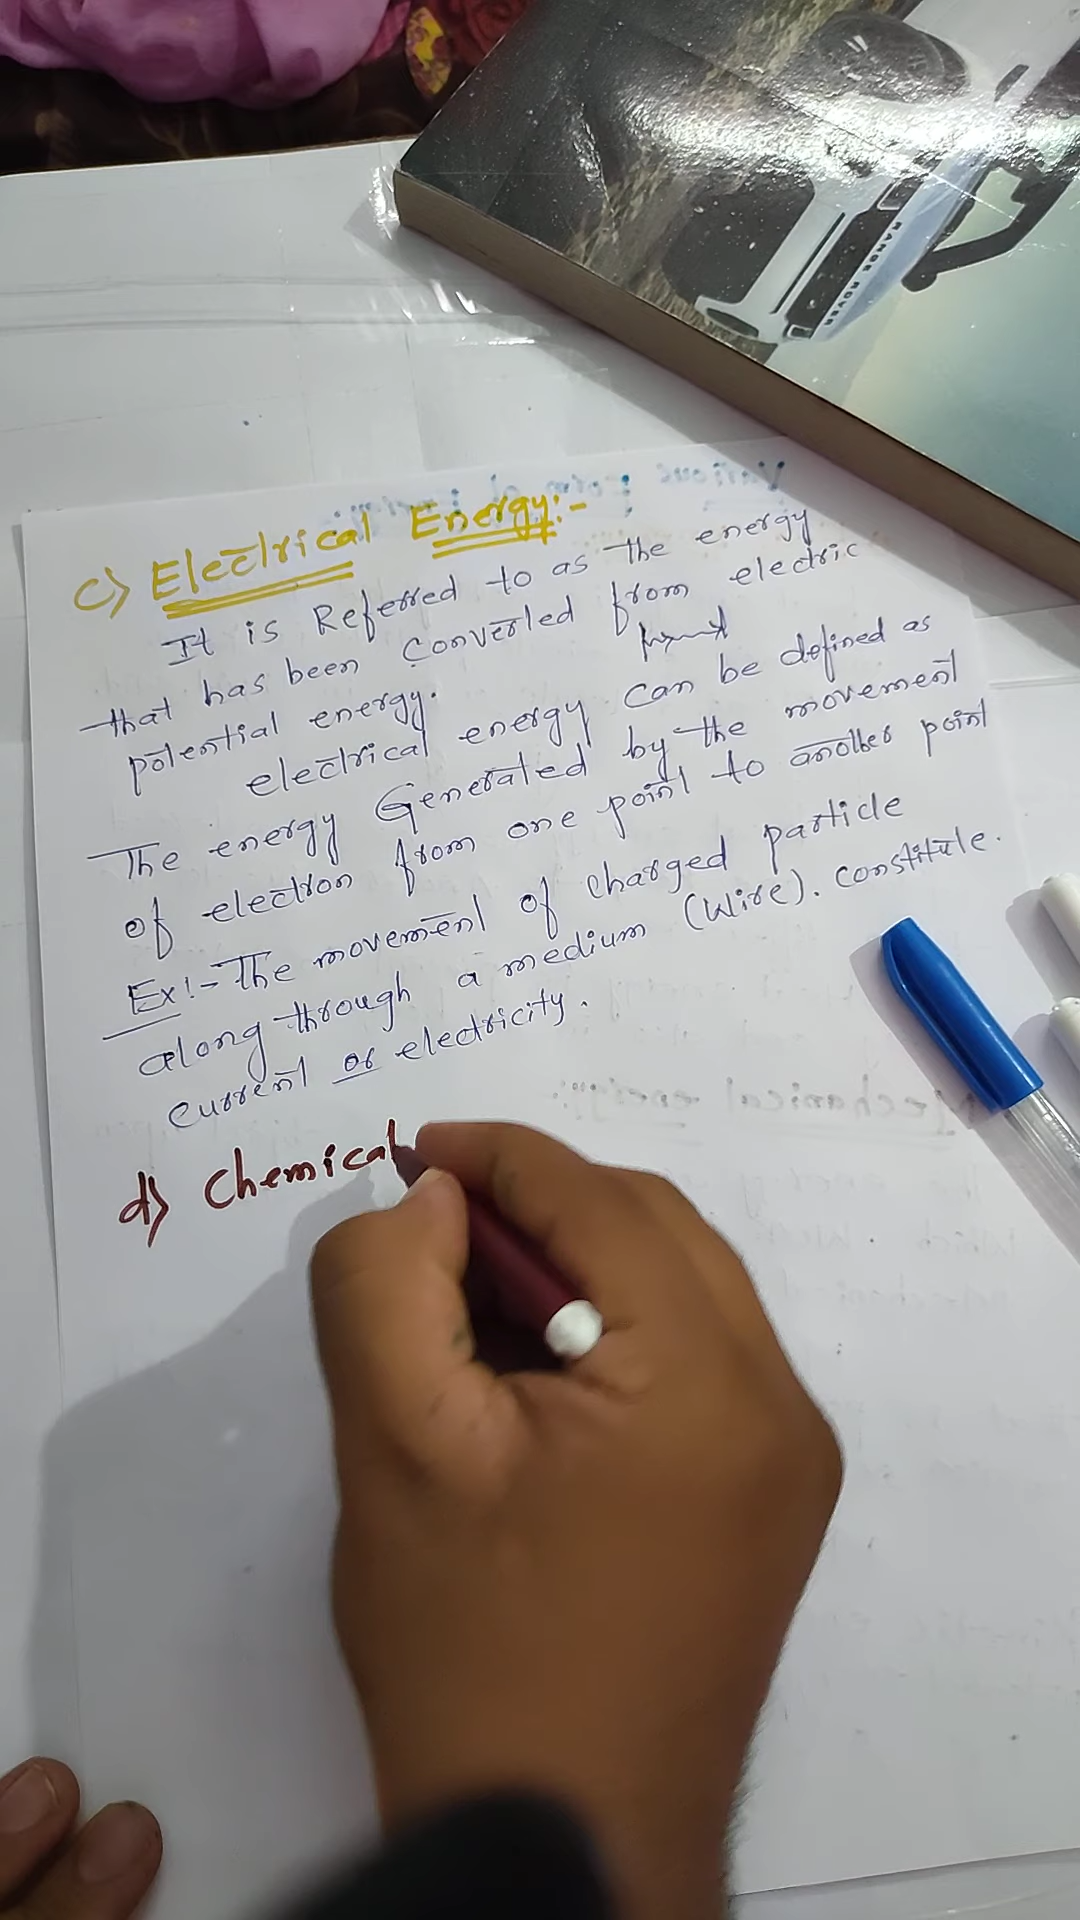 c) Electrical Energy:-
It is Referred to as the energy
that has been converted from electric
potential energy.
electrical energy can be defined as
The energy Generated by the movement
of electron from one point to another point
Ex:- The movement of charged particle
along through a medium (wire). constitute.
current or electricity.
d) Chemical
RANGE ROVER